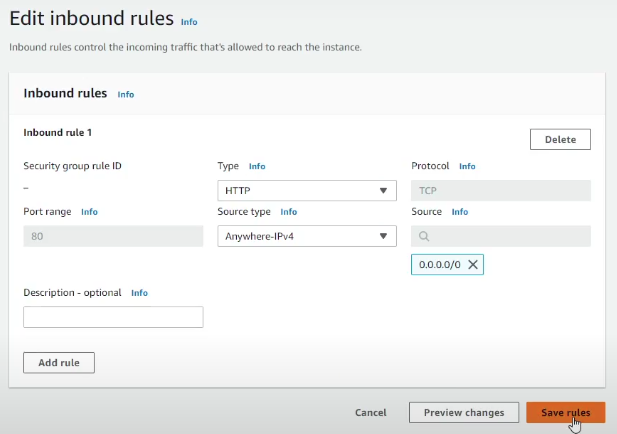 Edit inbound rules Info
Inbound rules control the incoming traffic that's allowed to reach the instance.
Inbound rules Info
Inbound rule 1
Delete
Security group rule ID
–
Type Info
HTTP
Protocol Info
TCP
Port range Info
80
Source type Info
Anywhere-IPv4
Source Info
0.0.0.0/0
Description - optional Info
Add rule
Cancel
Preview changes
Save rules